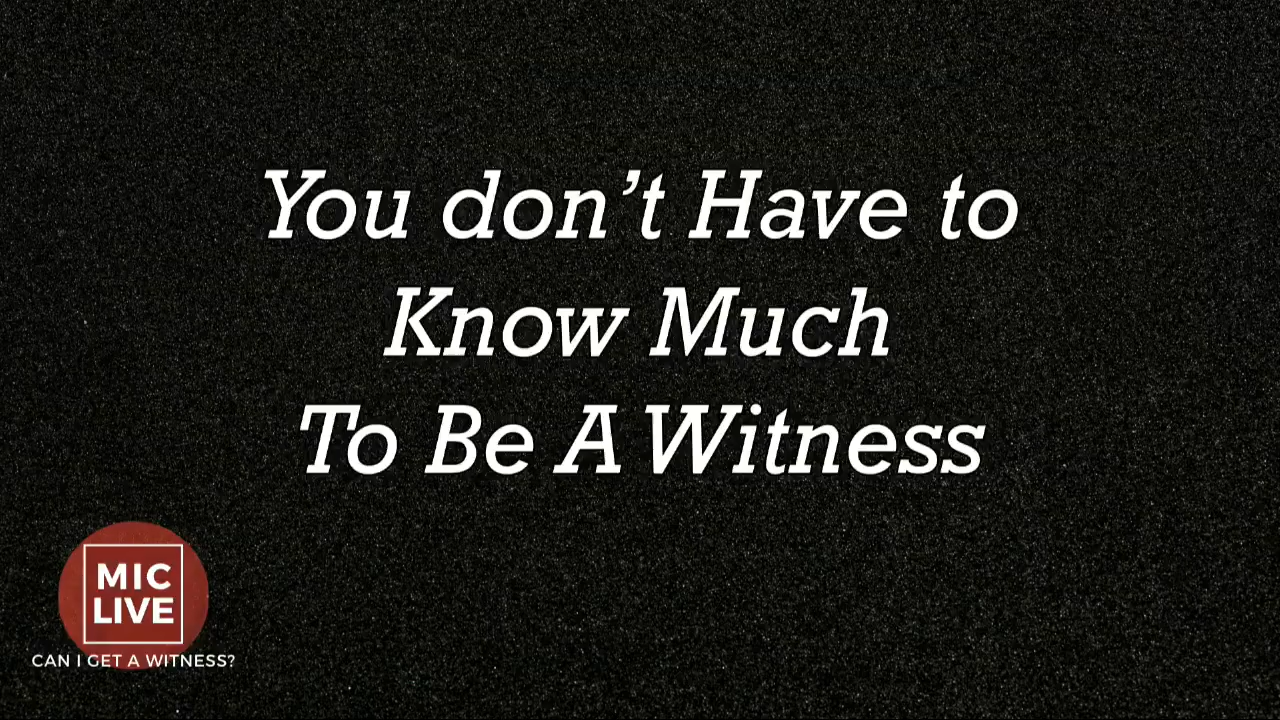 You don’t Have to
Know Much
To Be A Witness
MIC
LIVE
CAN I GET A WITNESS?